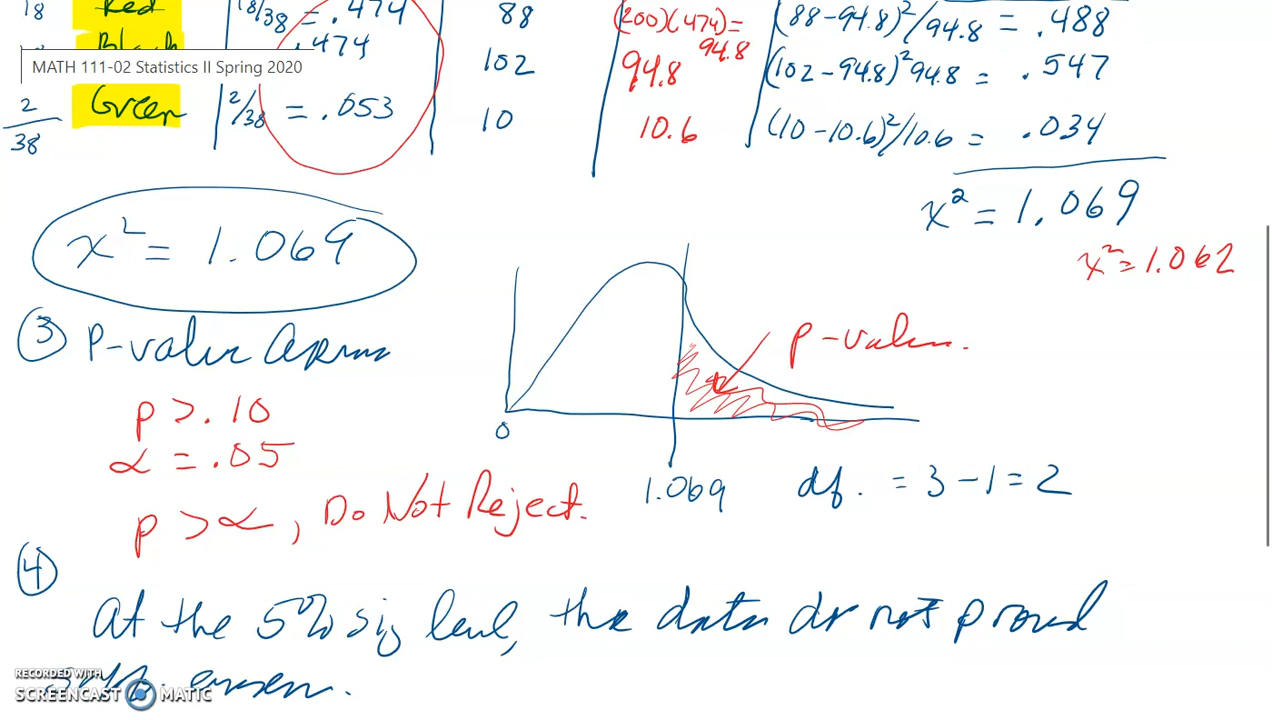 18 Red 18/38 = .474 88 (200)(.474)= (88-94.8)²/94.8 = .488
94.8
Black .474 102 94.8 (102-94.8)²94.8 = .547
MATH 111-02 Statistics II Spring 2020
2/38 Green 2/38 = .053 10 10.6 (10-10.6)²/10.6 = .034
x² = 1.069
x² = 1.069
x²=1.062
③ P-value
p-value.
p > .10
0
α = .05
1.069 df. = 3-1=2
p > α, Do Not Reject.
④
At the 5% sig level, the data do not
RECORDED WITH
SCREENCAST MATIC